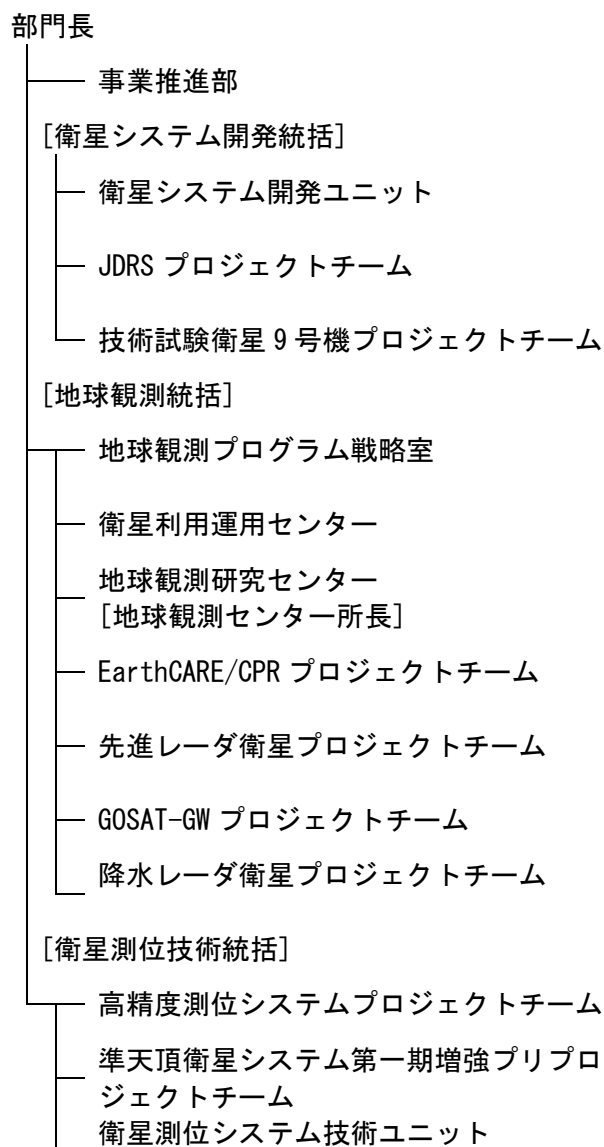 部門長
事業推進部
[衛星システム開発統括]
衛星システム開発ユニット
JDRS プロジェクトチーム
技術試験衛星 9 号機プロジェクトチーム
[地球観測統括]
地球観測プログラム戦略室
衛星利用運用センター
地球観測研究センター
[地球観測センター所長]
EarthCARE/CPR プロジェクトチーム
先進レーダ衛星プロジェクトチーム
GOSAT-GW プロジェクトチーム
降水レーダ衛星プロジェクトチーム
[衛星測位技術統括]
高精度測位システムプロジェクトチーム
準天頂衛星システム第一期増強プリプロ
ジェクトチーム
衛星測位システム技術ユニット